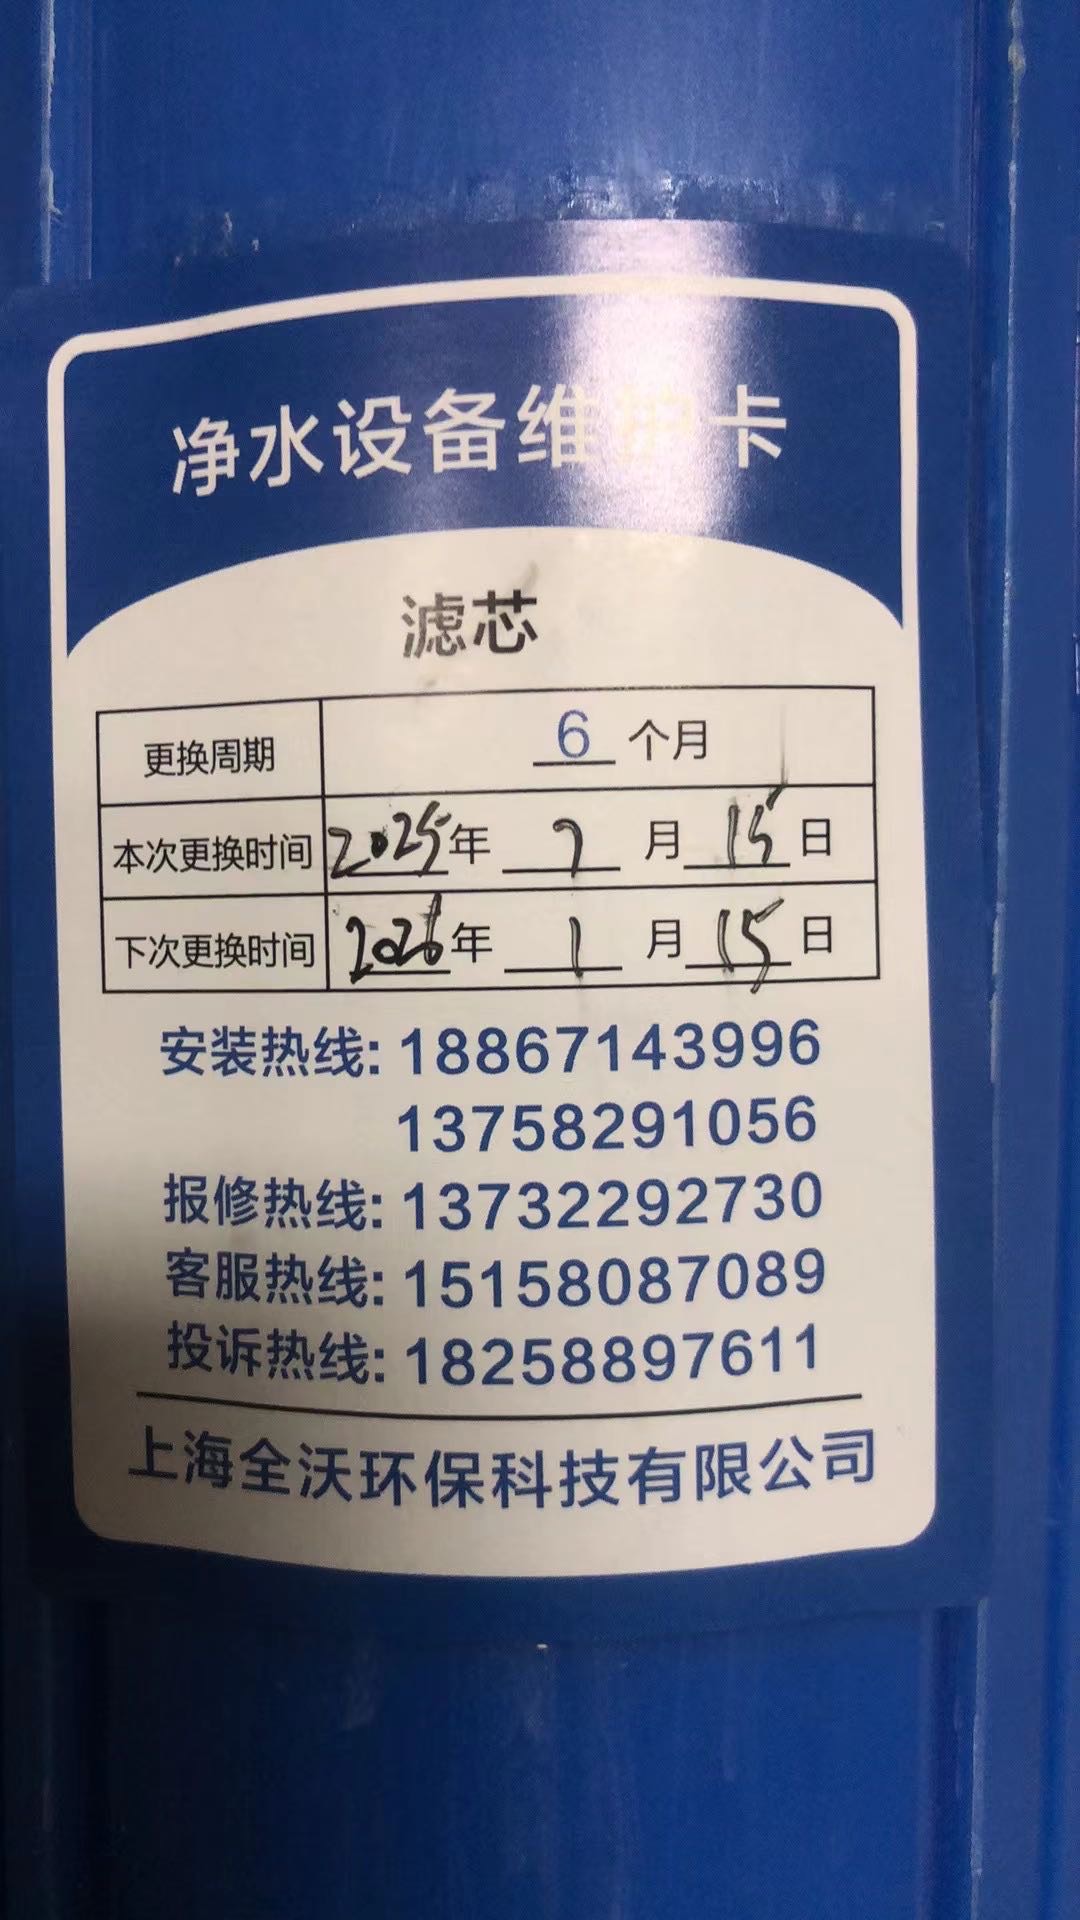 净水设备维护卡
滤芯
更换周期 6 个月
本次更换时间 2025年 7 月 15 日
下次更换时间 2026年 1 月 15 日
安装热线: 18867143996
13758291056
报修热线: 13732292730
客服热线: 15158087089
投诉热线: 18258897611
上海全沃环保科技有限公司